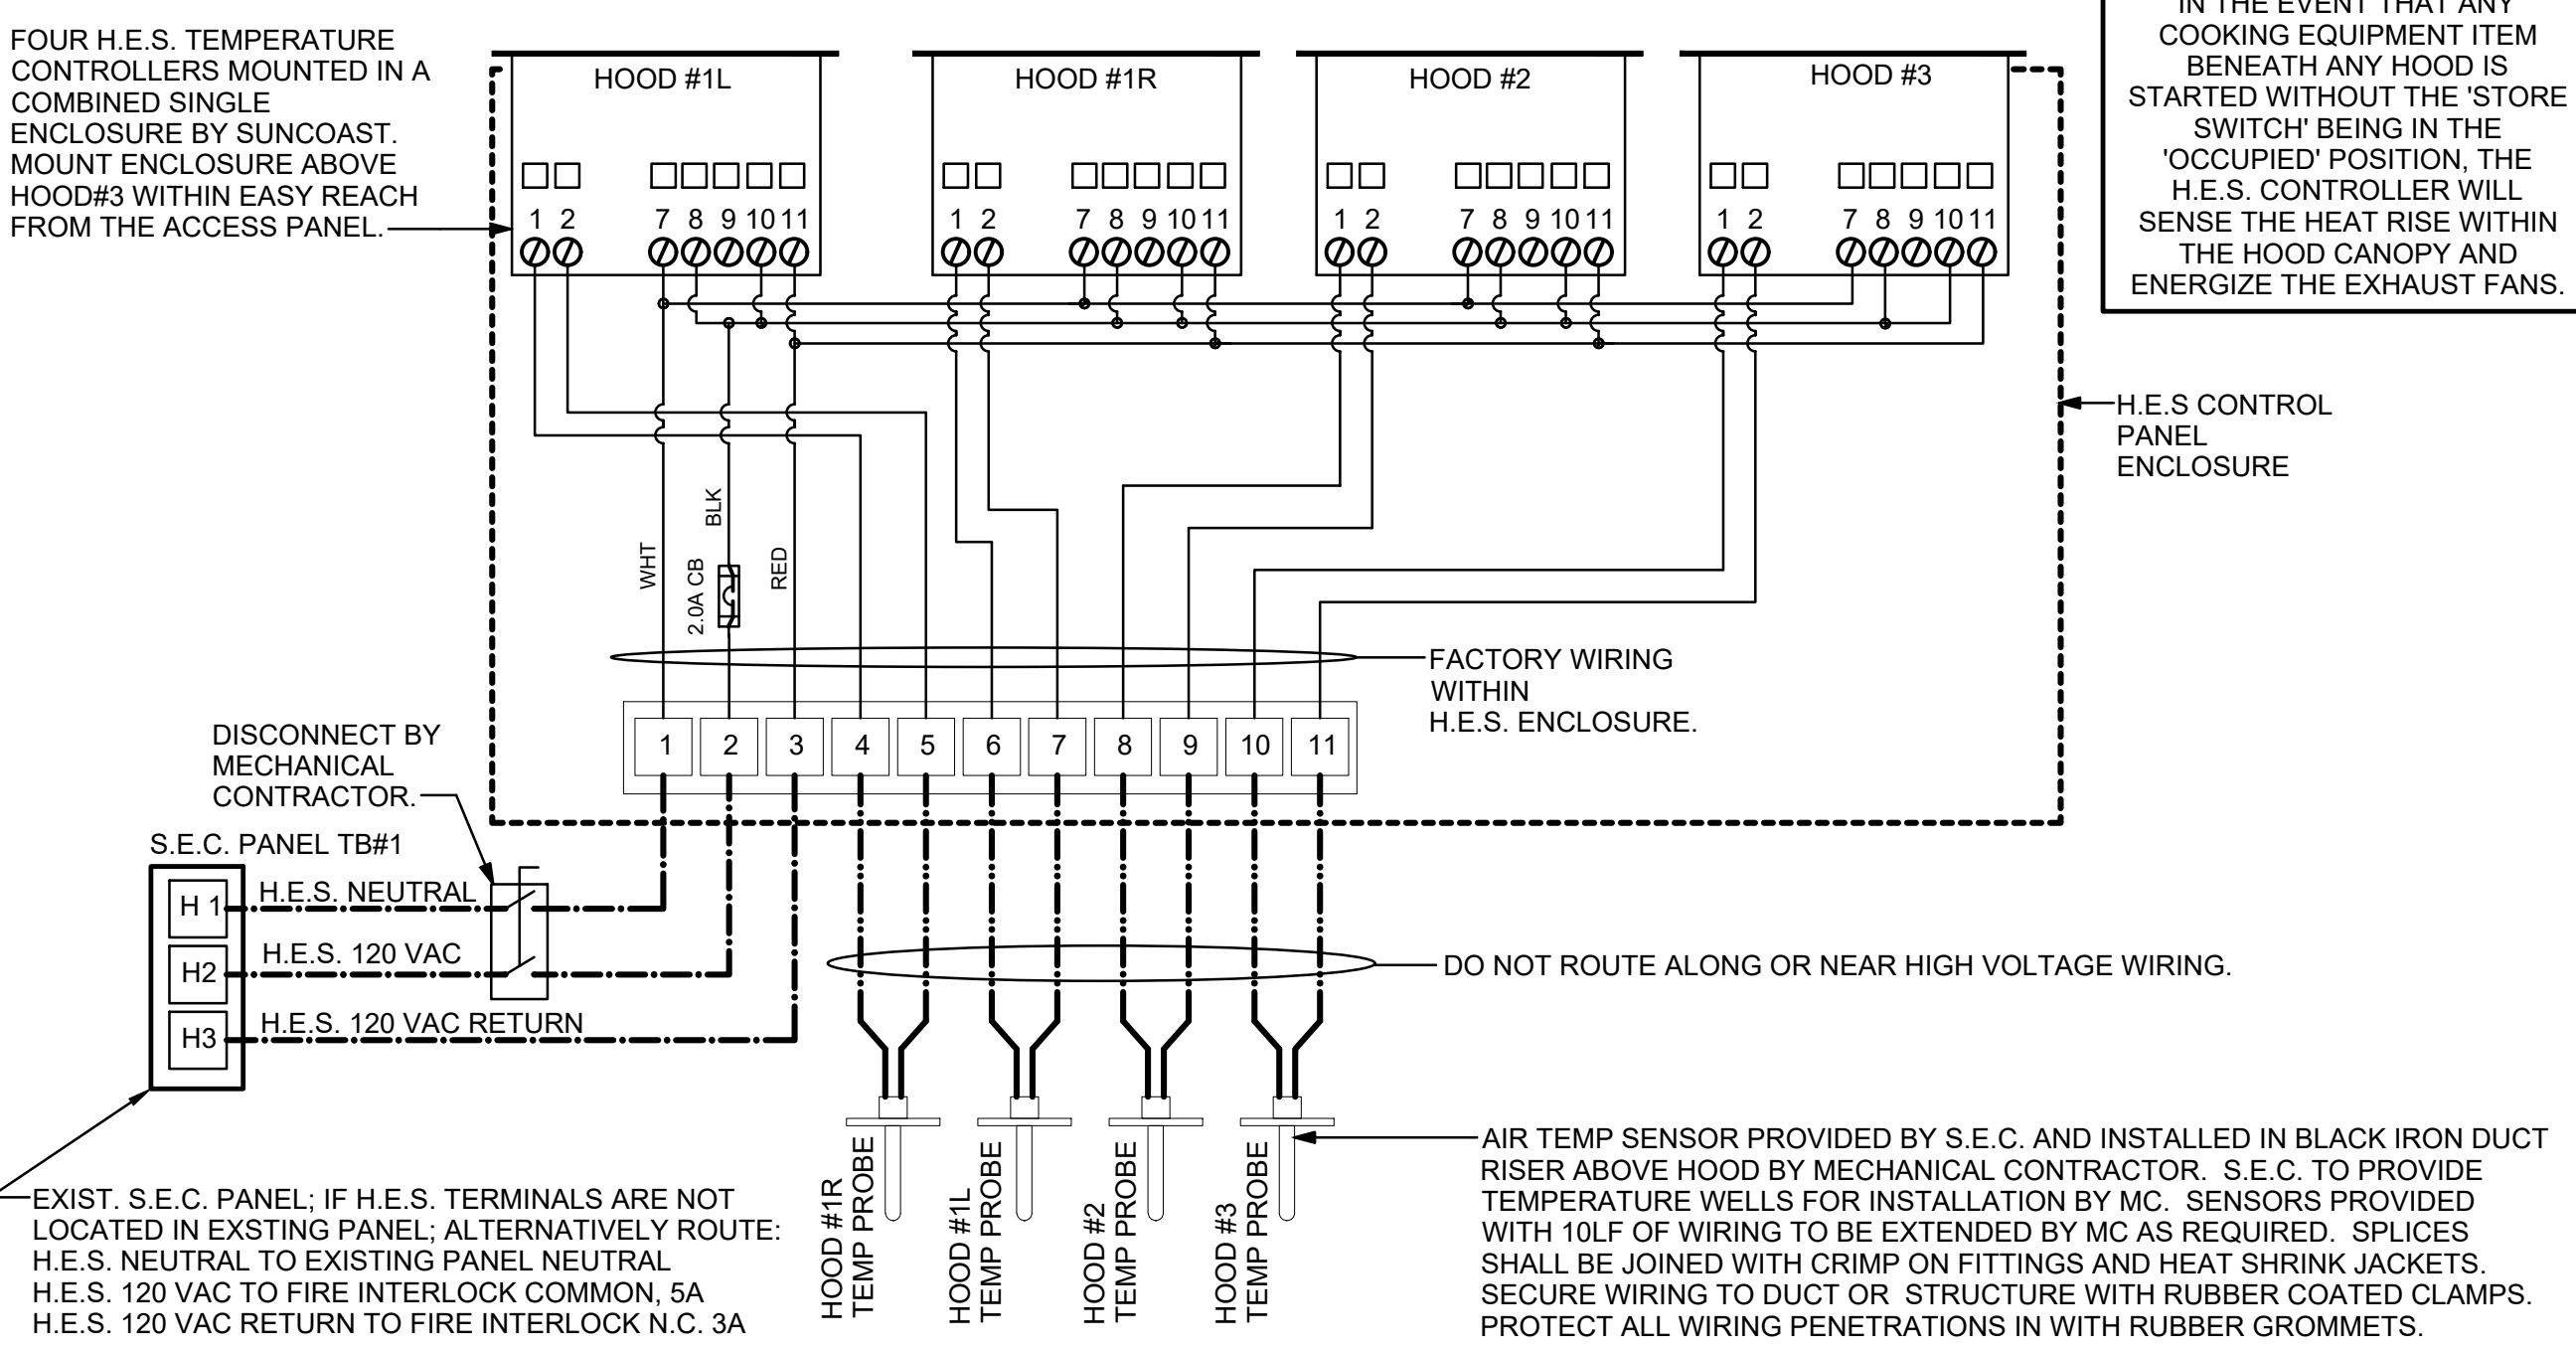 FOUR H.E.S. TEMPERATURE
CONTROLLERS MOUNTED IN A
COMBINED SINGLE
ENCLOSURE BY SUNCOAST.
MOUNT ENCLOSURE ABOVE
HOOD#3 WITHIN EASY REACH
FROM THE ACCESS PANEL.
HOOD #1L
1 2 7 8 9 10 11
HOOD #1R
1 2 7 8 9 10 11
HOOD #2
1 2 7 8 9 10 11
HOOD #3
1 2 7 8 9 10 11
IN THE EVENT THAT ANY
COOKING EQUIPMENT ITEM
BENEATH ANY HOOD IS
STARTED WITHOUT THE 'STORE
SWITCH' BEING IN THE
'OCCUPIED' POSITION, THE
H.E.S. CONTROLLER WILL
SENSE THE HEAT RISE WITHIN
THE HOOD CANOPY AND
ENERGIZE THE EXHAUST FANS.
H.E.S CONTROL
PANEL
ENCLOSURE
WHT
BLK
2.0A CB
RED
FACTORY WIRING
WITHIN
H.E.S. ENCLOSURE.
1 2 3 4 5 6 7 8 9 10 11
DISCONNECT BY
MECHANICAL
CONTRACTOR.
S.E.C. PANEL TB#1
H 1
H.E.S. NEUTRAL
H2
H.E.S. 120 VAC
H3
H.E.S. 120 VAC RETURN
DO NOT ROUTE ALONG OR NEAR HIGH VOLTAGE WIRING.
HOOD #1R
TEMP PROBE
HOOD #1L
TEMP PROBE
HOOD #2
TEMP PROBE
HOOD #3
TEMP PROBE
EXIST. S.E.C. PANEL; IF H.E.S. TERMINALS ARE NOT
LOCATED IN EXSTING PANEL; ALTERNATIVELY ROUTE:
H.E.S. NEUTRAL TO EXISTING PANEL NEUTRAL
H.E.S. 120 VAC TO FIRE INTERLOCK COMMON, 5A
H.E.S. 120 VAC RETURN TO FIRE INTERLOCK N.C. 3A
AIR TEMP SENSOR PROVIDED BY S.E.C. AND INSTALLED IN BLACK IRON DUCT
RISER ABOVE HOOD BY MECHANICAL CONTRACTOR. S.E.C. TO PROVIDE
TEMPERATURE WELLS FOR INSTALLATION BY MC. SENSORS PROVIDED
WITH 10LF OF WIRING TO BE EXTENDED BY MC AS REQUIRED. SPLICES
SHALL BE JOINED WITH CRIMP ON FITTINGS AND HEAT SHRINK JACKETS.
SECURE WIRING TO DUCT OR STRUCTURE WITH RUBBER COATED CLAMPS.
PROTECT ALL WIRING PENETRATIONS IN WITH RUBBER GROMMETS.